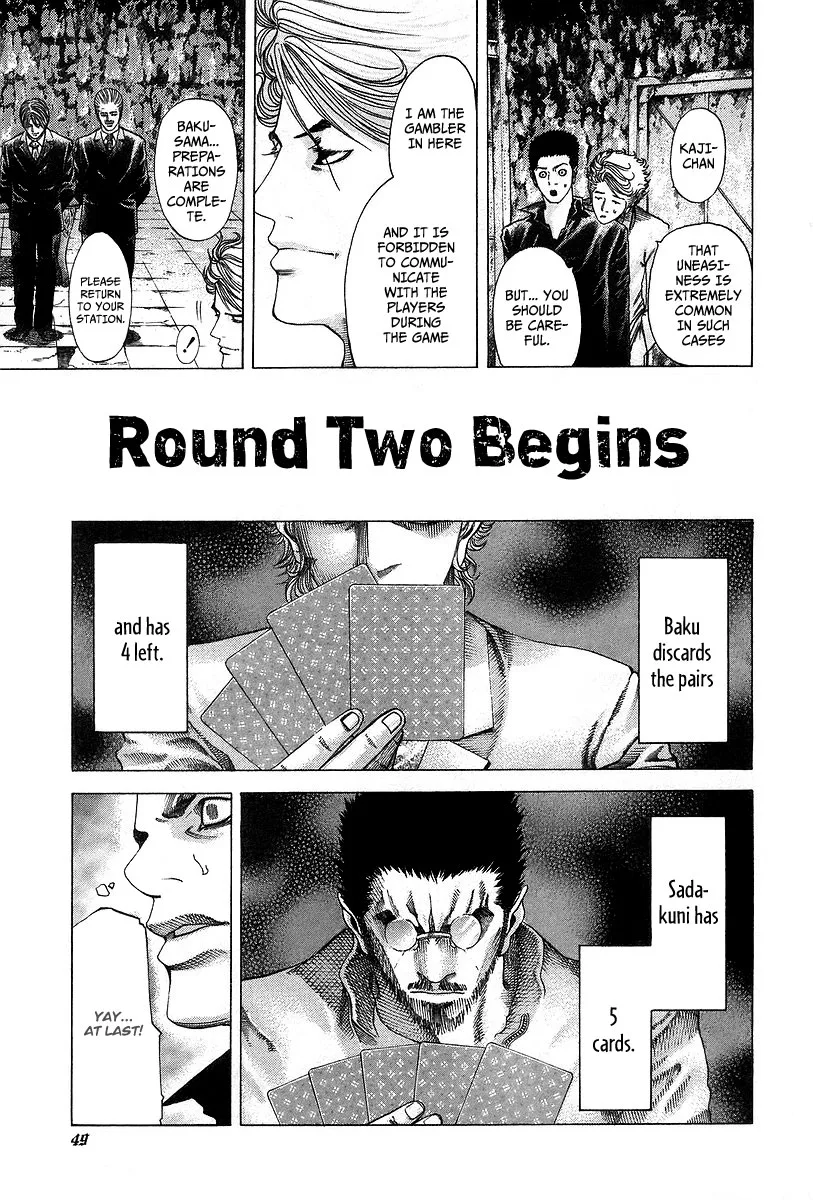 KAJI-
CHAN
THAT
UNEASI-
NESS IS
EXTREMELY
COMMON
IN SUCH
CASES
BUT... YOU
SHOULD
BE CARE-
FUL.
I AM THE
GAMBLER
IN HERE
AND IT IS
FORBIDDEN
TO COMMU-
NICATE
WITH THE
PLAYERS
DURING
THE GAME
BAKU-
SAMA...
PREPA-
RATIONS
ARE
COMPLE-
TE.
PLEASE
RETURN
TO YOUR
STATION.
!
Round Two Begins
Baku
discards
the pairs
and has
4 left.
Sada-
kuni has
5
cards.
YAY...
AT LAST!
49